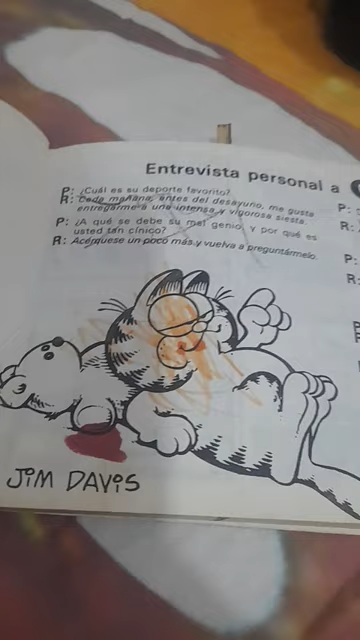 Entrevista personal a
P: ¿Cuál es su deporte favorito?
R: Cada mañana, antes del desayuno, me gusta
entregarme a una intensa y vigorosa siesta.
P: ¿A qué se debe su mal genio, y por qué es
usted tan cínico?
R: Acérquese un poco más y vuelva a preguntármelo.
P:
R:
P:
R:
JIM DAVIS